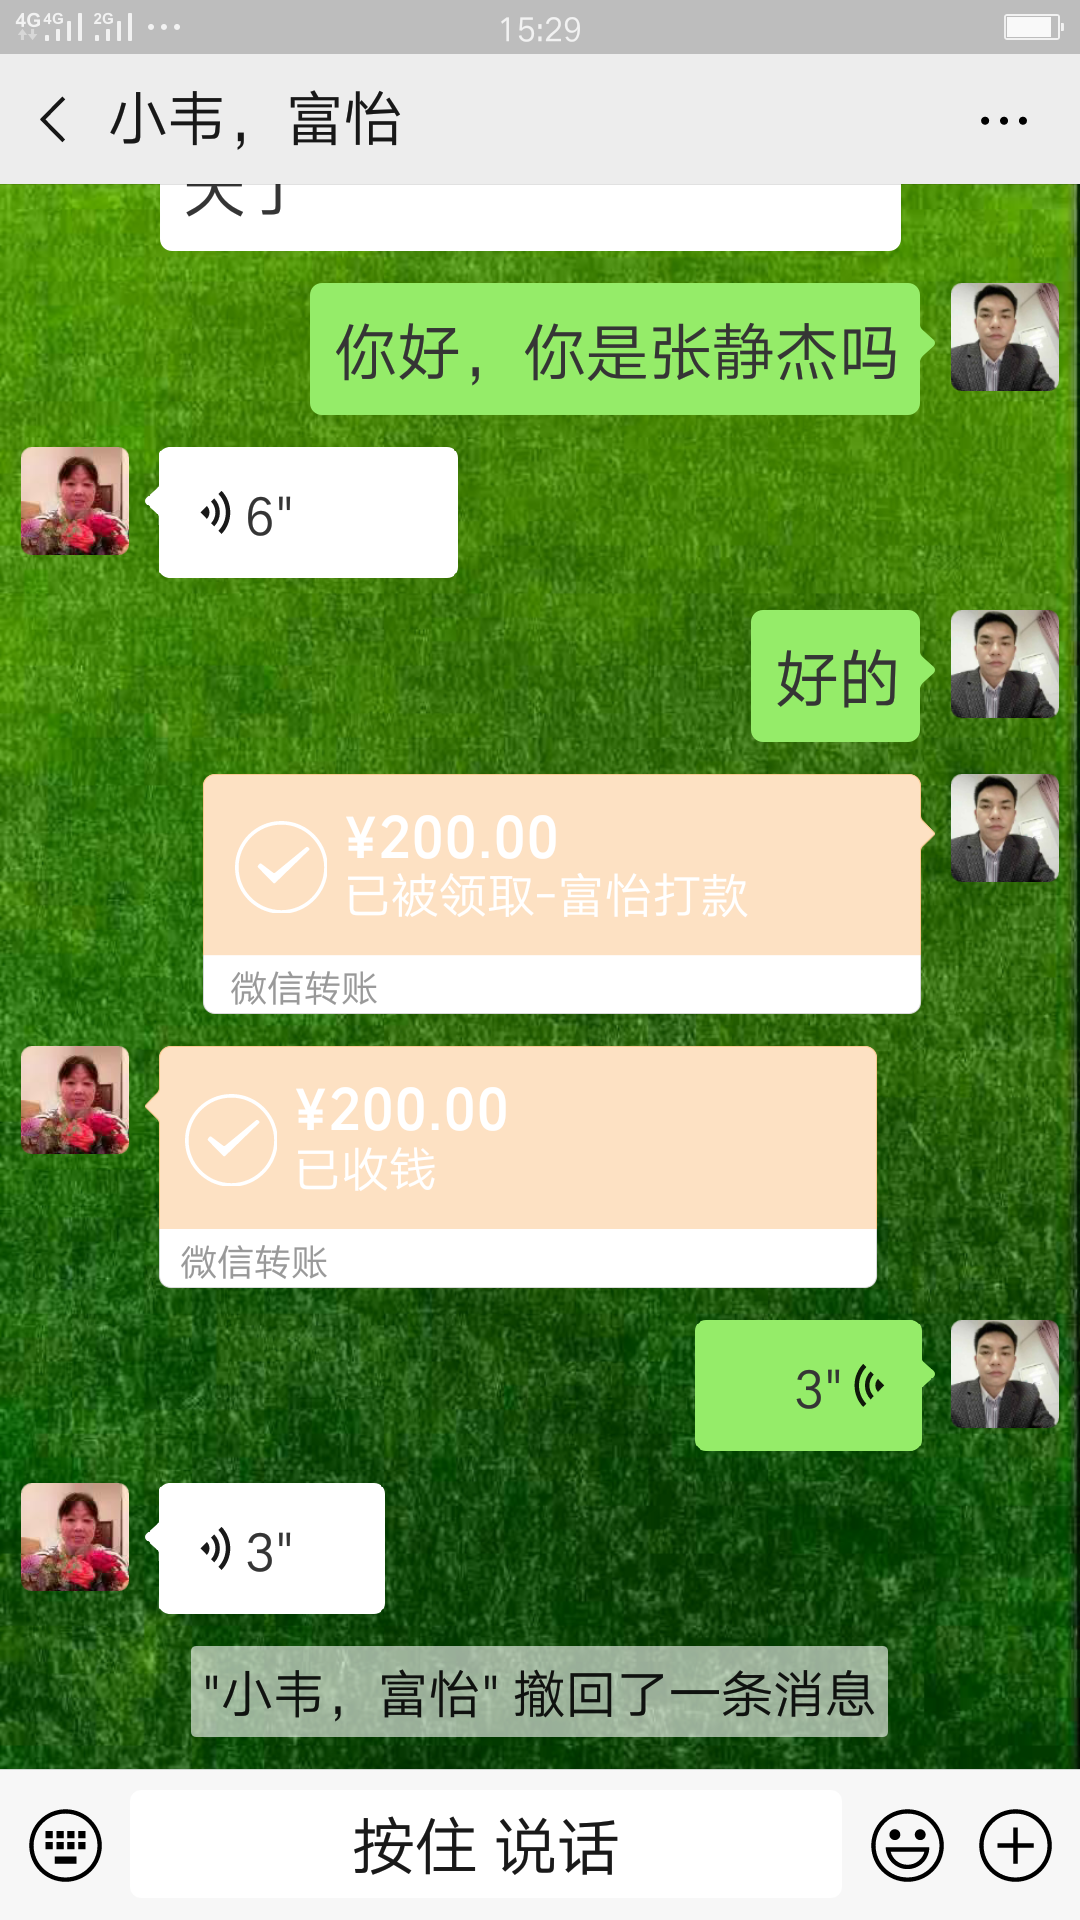 4G 4G 2G 15:29
小韦，富怡
你好，你是张静杰吗
6"
好的
¥200.00
已被领取-富怡打款
微信转账
¥200.00
已收钱
微信转账
3"
3"
"小韦，富怡" 撤回了一条消息
按住 说话